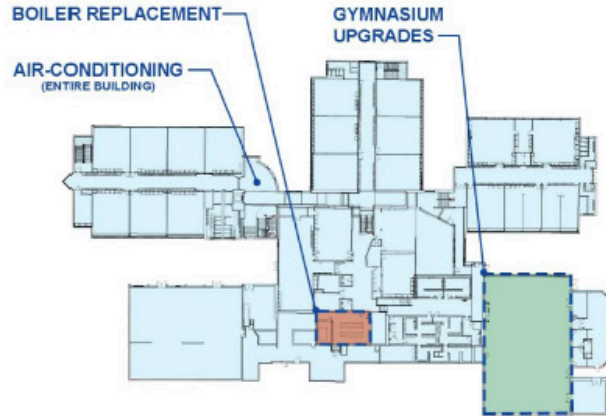 BOILER REPLACEMENT
AIR-CONDITIONING
(ENTIRE BUILDING)
GYMNASIUM
UPGRADES